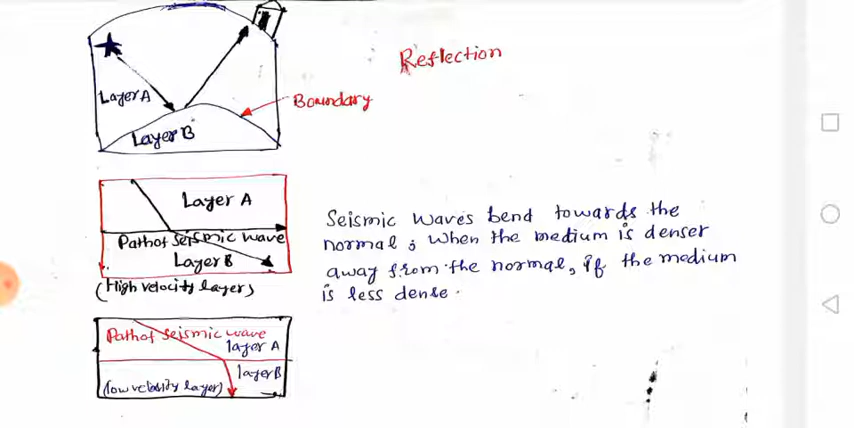 Reflection
Layer A
Boundary
Layer B
Layer A
Path of seismic wave
Layer B
(High velocity layer)
Seismic waves bend towards the
normal, when the medium is denser
away from the normal, if the medium
is less dense.
Path of seismic wave
layer A
layer B
(low velocity layer)